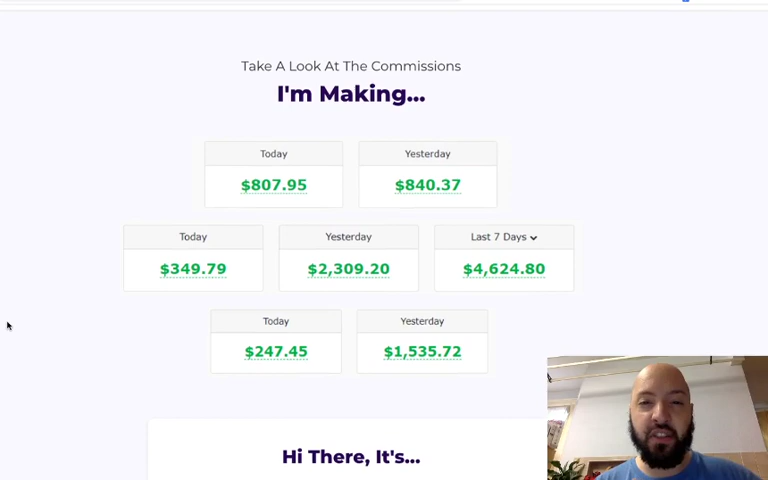 Take A Look At The Commissions
I'm Making...
Today
Yesterday
$807.95
$840.37
Today
Yesterday
Last 7 Days
$349.79
$2,309.20
$4,624.80
Today
Yesterday
$247.45
$1,535.72
Hi There, It's...